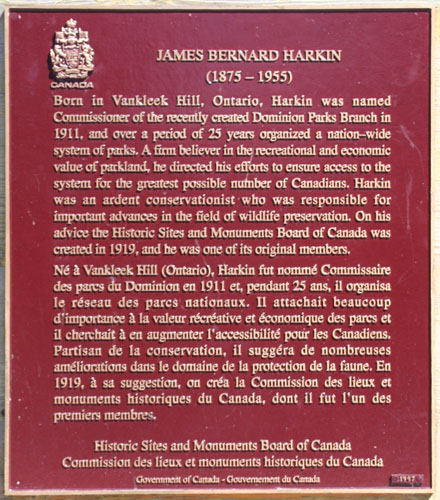 CANADA
JAMES BERNARD HARKIN
(1875 – 1955)
Born in Vankleek Hill, Ontario, Harkin was named
Commissioner of the recently created Dominion Parks Branch in
1911, and over a period of 25 years organized a nation–wide
system of parks. A firm believer in the recreational and economic
value of parkland, he directed his efforts to ensure access to the
system for the greatest possible number of Canadians. Harkin
was an ardent conservationist who was responsible for
important advances in the field of wildlife preservation. On his
advice the Historic Sites and Monuments Board of Canada was
created in 1919, and he was one of its original members.
Né à Vankleek Hill (Ontario), Harkin fut nommé Commissaire
des parcs du Dominion en 1911 et, pendant 25 ans, il organisa
le réseau des parcs nationaux. Il attachait beaucoup
d'importance à la valeur récréative et économique des parcs et
il cherchait à en augmenter l'accessibilité pour les Canadiens.
Partisan de la conservation, il suggéra de nombreuses
améliorations dans le domaine de la protection de la faune. En
1919, à sa suggestion, on créa la Commission des lieux et
monuments historiques du Canada, dont il fut l'un des
premiers membres.
Historic Sites and Monuments Board of Canada
Commission des lieux et monuments historiques du Canada
Government of Canada - Gouvernement du Canada